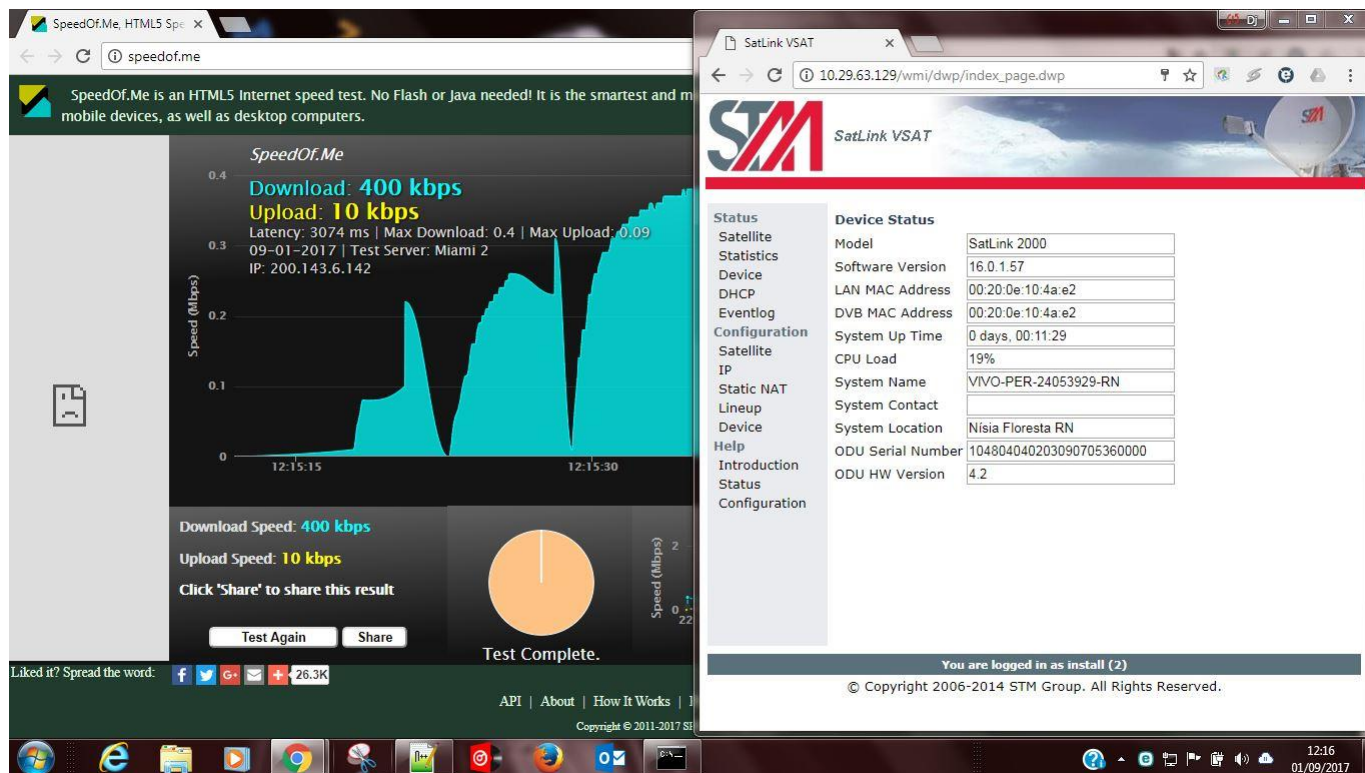 SpeedOf.Me, HTML5 Spe
speedof.me
SpeedOf.Me is an HTML5 Internet speed test. No Flash or Java needed! It is the smartest and m
mobile devices, as well as desktop computers.
SpeedOf.Me
Download: 400 kbps
Upload: 10 kbps
Latency: 3074 ms | Max Download: 0.4 | Max Upload: 0.09
09-01-2017 | Test Server: Miami 2
IP: 200.143.6.142
Speed (Mbps)
0.4
0.3
0.2
0.1
0
12:15:15
12:15:30
Download Speed: 400 kbps
Upload Speed: 10 kbps
Click 'Share' to share this result
Test Again
Share
Test Complete.
Speed (Mbps)
2
0
22
Liked it? Spread the word:
26.3K
API | About | How It Works |
Copyright © 2011-2017
Dj
SatLink VSAT
10.29.63.129/wmi/dwp/index_page.dwp
STM
SatLink VSAT
STM
Status
Satellite
Statistics
Device
DHCP
Eventlog
Configuration
Satellite
IP
Static NAT
Lineup
Device
Help
Introduction
Status
Configuration
Device Status
Model SatLink 2000
Software Version 16.0.1.57
LAN MAC Address 00:20:0e:10:4a:e2
DVB MAC Address 00:20:0e:10:4a:e2
System Up Time 0 days, 00:11:29
CPU Load 19%
System Name VIVO-PER-24053929-RN
System Contact
System Location Nísia Floresta RN
ODU Serial Number 104804040203090705360000
ODU HW Version 4.2
You are logged in as install (2)
© Copyright 2006-2014 STM Group. All Rights Reserved.
12:16
01/09/2017